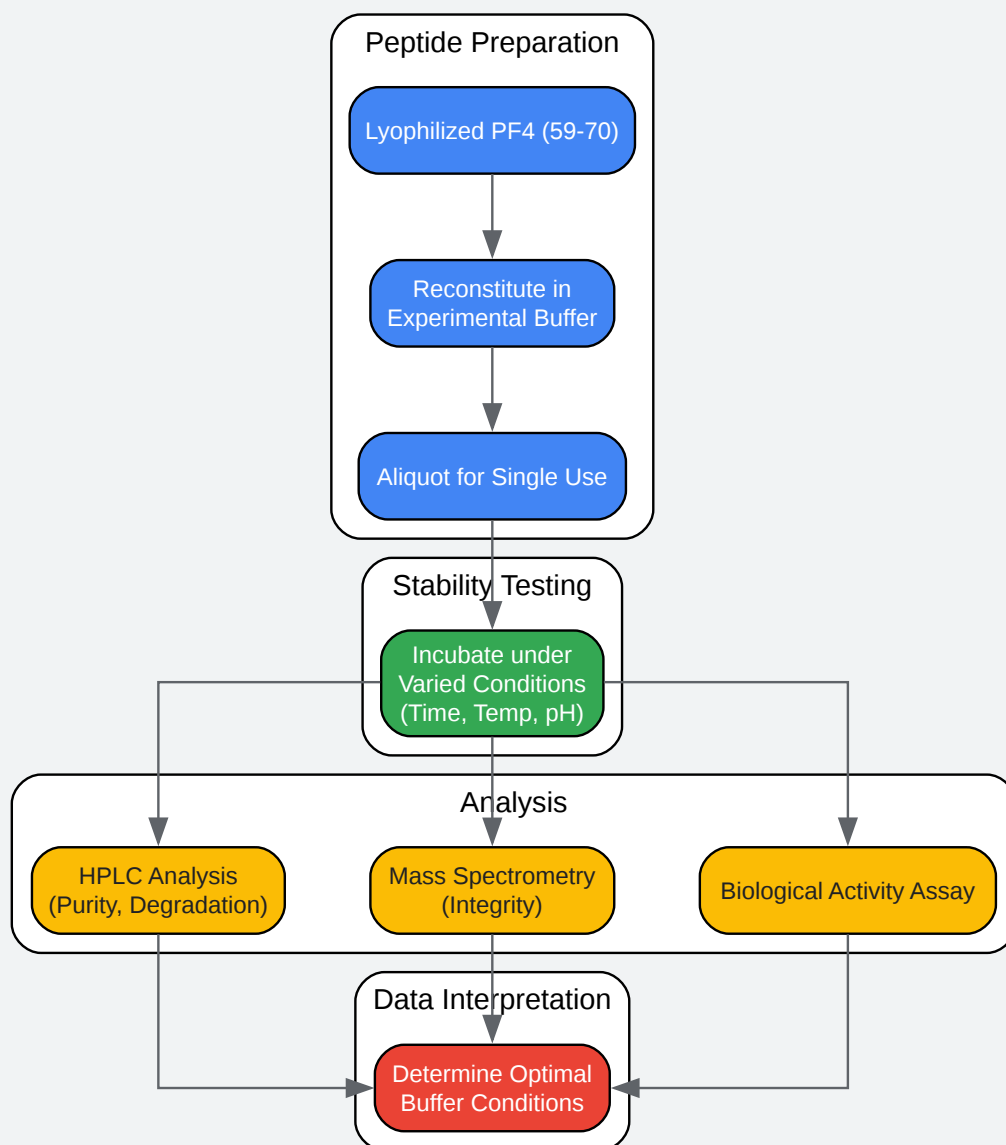 Peptide Preparation
Lyophilized PF4 (59-70)
Reconstitute in
Experimental Buffer
Aliquot for Single Use
Stability Testing
Incubate under
Varied Conditions
(Time, Temp, pH)
Analysis
HPLC Analysis
(Purity, Degradation)
Mass Spectrometry
(Integrity)
Biological Activity Assay
Data Interpretation
Determine Optimal
Buffer Conditions